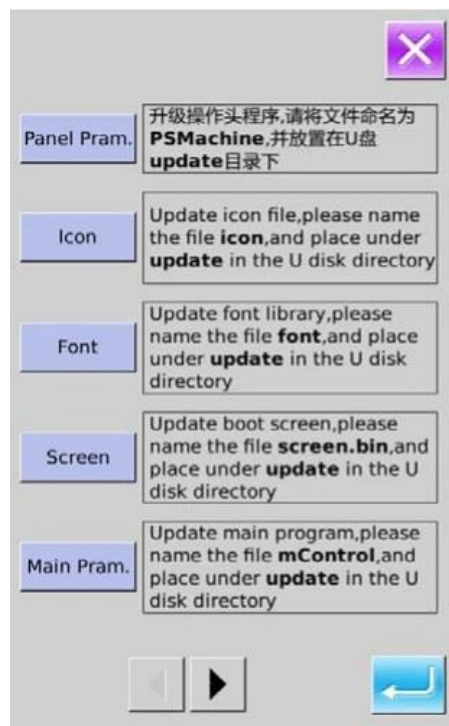 Panel Pram.
升级操作头程序,请将文件命名为
PSMachine,并放置在U盘
update目录下
Icon
Update icon file,please name
the file icon,and place under
update in the U disk directory
Font
Update font library,please
name the file font,and place
under update in the U disk
directory
Screen
Update boot screen,please
name the file screen.bin,and
place under update in the U
disk directory
Main Pram.
Update main program,please
name the file mControl,and
place under update in the U
disk directory